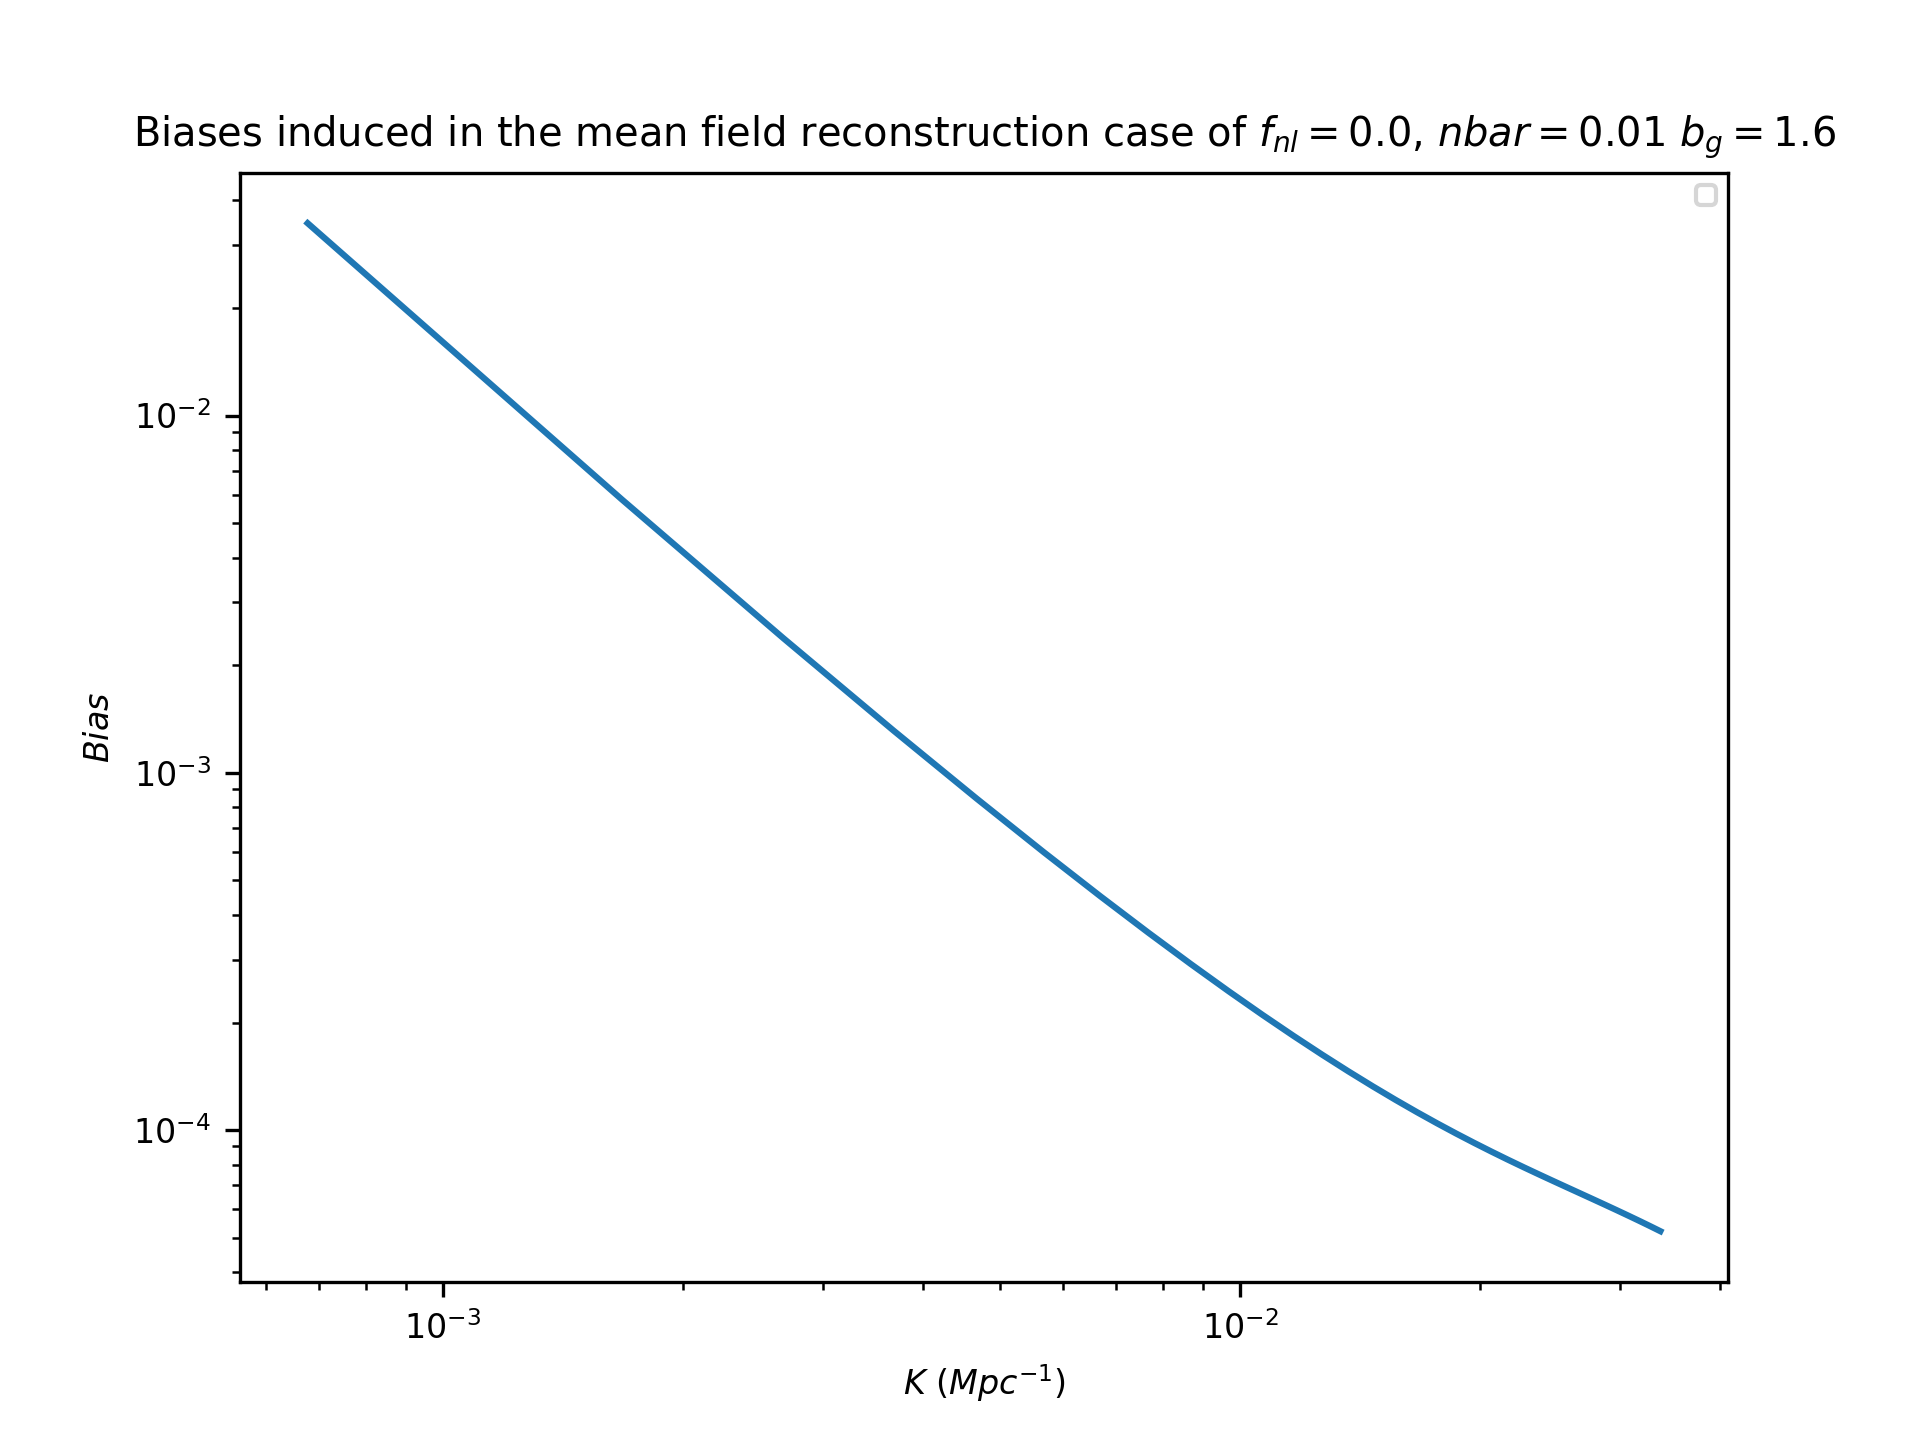 Biases induced in the mean field reconstruction case of $f_{nl} = 0.0$, $nbar = 0.01$ $b_g = 1.6$
$10^{-2}$
$10^{-3}$
$10^{-4}$
Bias
$10^{-3}$ $10^{-2}$
$K$ ($Mpc^{-1}$)